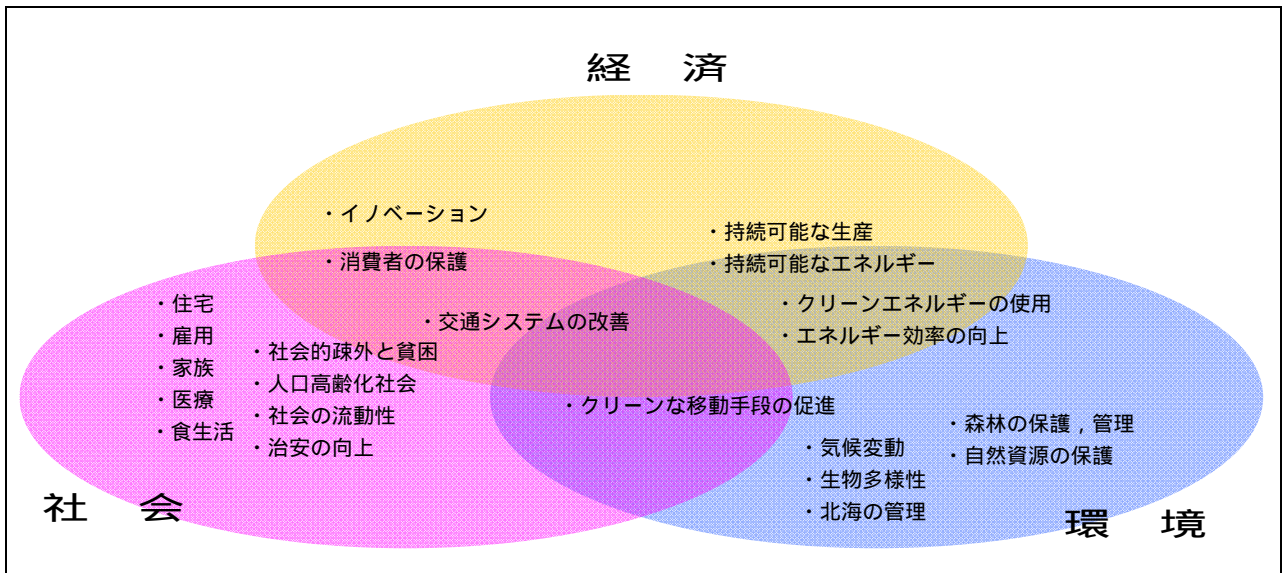 経 済
・イノベーション
・消費者の保護
・持続可能な生産
・持続可能なエネルギー
・クリーンエネルギーの使用
・エネルギー効率の向上
・交通システムの改善
・住宅
・雇用
・家族
・医療
・食生活
・社会的疎外と貧困
・人口高齢化社会
・社会の流動性
・治安の向上
・クリーンな移動手段の促進
・気候変動
・生物多様性
・北海の管理
・森林の保護，管理
・自然資源の保護
社 会
環 境